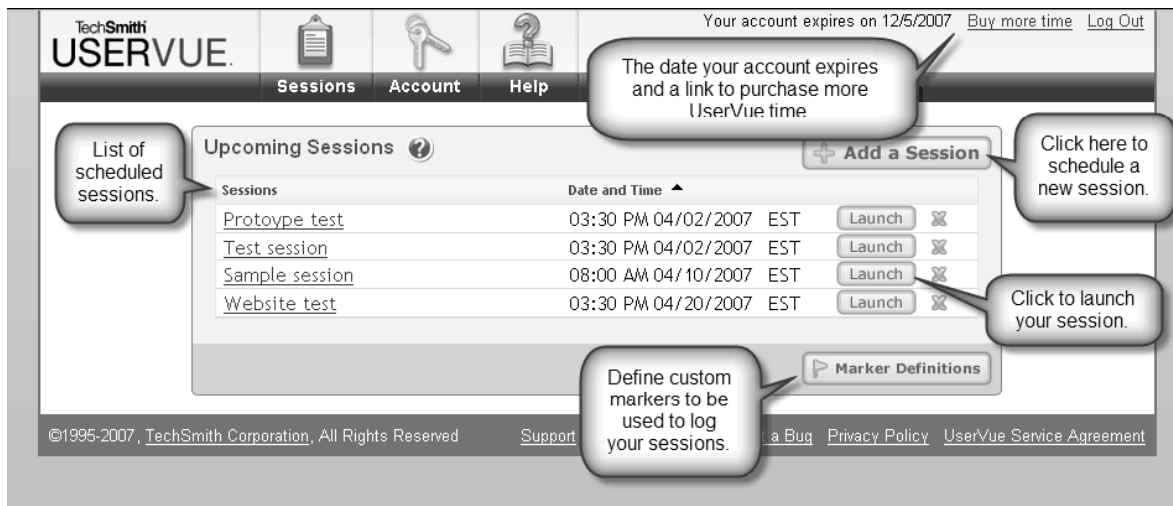 TechSmith
USERVUE.
Your account expires on 12/5/2007 Buy more time Log Out
Sessions Account Help
The date your account expires
and a link to purchase more
UserVue time
List of
scheduled
sessions.
Upcoming Sessions ?
Add a Session
Click here to
schedule a
new session.
Sessions Date and Time
Protoype test 03:30 PM 04/02/2007 EST Launch
Test session 03:30 PM 04/02/2007 EST Launch
Sample session 08:00 AM 04/10/2007 EST Launch
Website test 03:30 PM 04/20/2007 EST Launch
Click to launch
your session.
Marker Definitions
Define custom
markers to be
used to log
your sessions.
©1995-2007, TechSmith Corporation, All Rights Reserved Support a Bug Privacy Policy UserVue Service Agreement